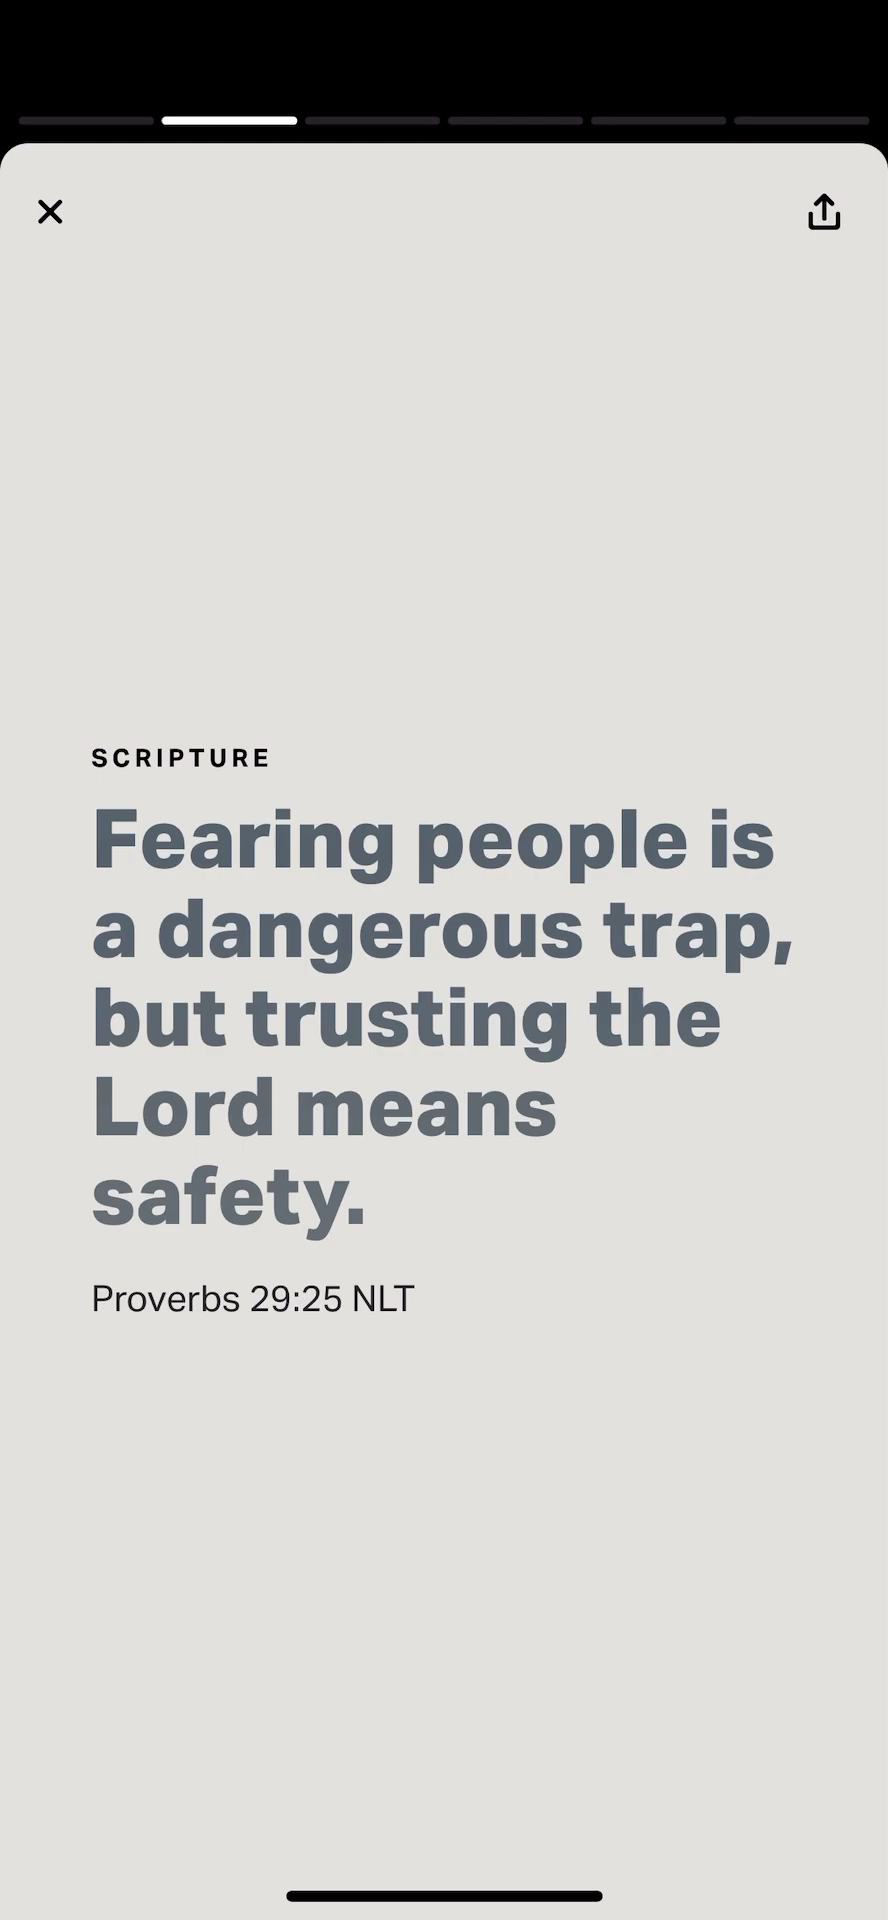 SCRIPTURE
Fearing people is
a dangerous trap,
but trusting the
Lord means
safety.
Proverbs 29:25 NLT